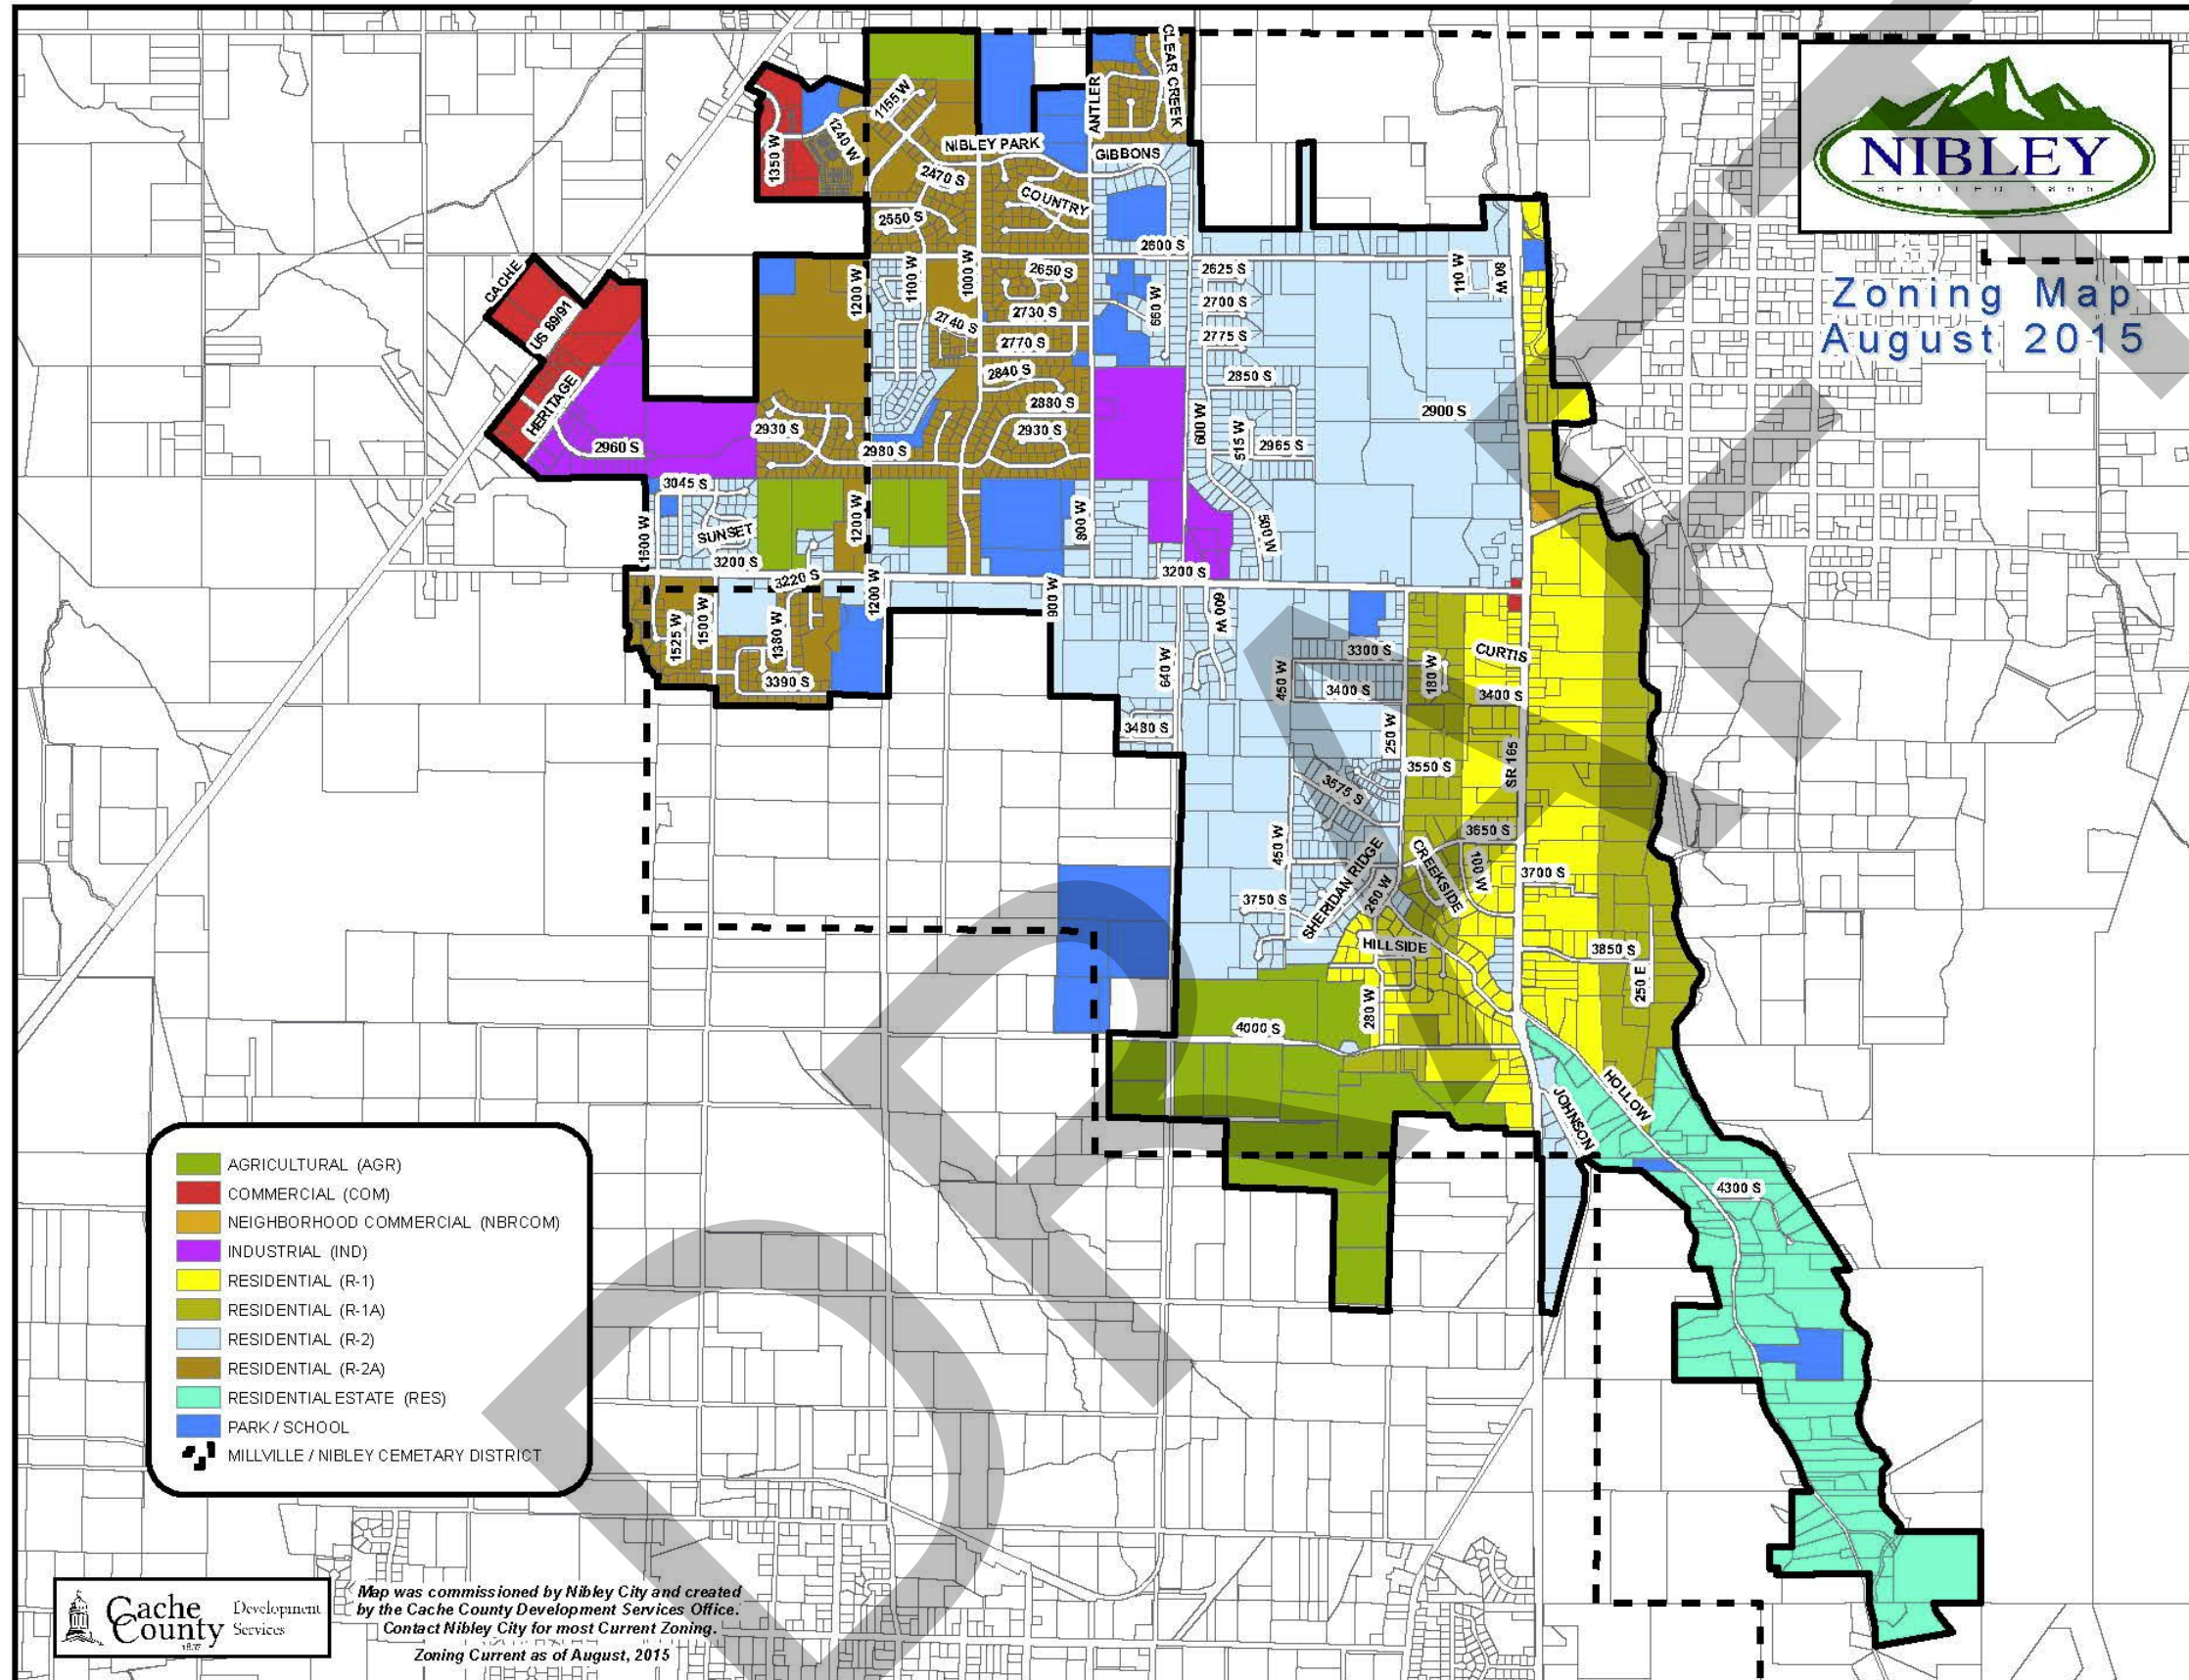 NIBLEY
SETTLED 1855
Zoning Map
August 2015
CLEAR CREEK
ANTLER
1155 W
1240 W
1350 W
NIBLEY PARK
GIBBONS
2470 S
COUNTRY
2550 S
2600 S
CACHE
US 89/91
HERITAGE
1200 W
1100 W
1000 W
2650 S
2625 S
110 W
80 W
660 W
2700 S
2730 S
2740 S
2775 S
2770 S
2840 S
2850 S
2880 S
2900 S
600 W
515 W
2930 S
2930 S
2960 S
2980 S
2965 S
3045 S
SUNSET
1600 W
1200 W
800 W
500 W
3200 S
3220 S
3200 S
1200 W
900 W
600 W
1525 W
1500 W
1380 W
3390 S
640 W
450 W
3300 S
180 W
CURTIS
3400 S
3400 S
3480 S
250 W
3550 S
SR 165
3575 S
450 W
3650 S
SHERIDAN RIDGE
CREEKSIDE
100 W
260 W
3700 S
3750 S
HILLSIDE
3850 S
250 E
280 W
4000 S
HOLLOW
JOHNSON
4300 S
AGRICULTURAL (AGR)
COMMERCIAL (COM)
NEIGHBORHOOD COMMERCIAL (NBRCOM)
INDUSTRIAL (IND)
RESIDENTIAL (R-1)
RESIDENTIAL (R-1A)
RESIDENTIAL (R-2)
RESIDENTIAL (R-2A)
RESIDENTIAL ESTATE (RES)
PARK / SCHOOL
MILLVILLE / NIBLEY CEMETARY DISTRICT
Cache
County
1857
Development
Services
Map was commissioned by Nibley City and created
by the Cache County Development Services Office.
Contact Nibley City for most Current Zoning.
Zoning Current as of August, 2015
DRAFT